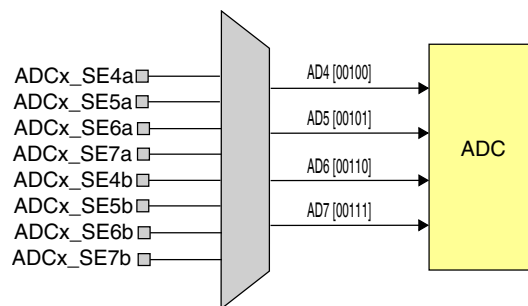 ADCx_SE4a
ADCx_SE5a
ADCx_SE6a
ADCx_SE7a
ADCx_SE4b
ADCx_SE5b
ADCx_SE6b
ADCx_SE7b
AD4 [00100]
AD5 [00101]
AD6 [00110]
AD7 [00111]
ADC